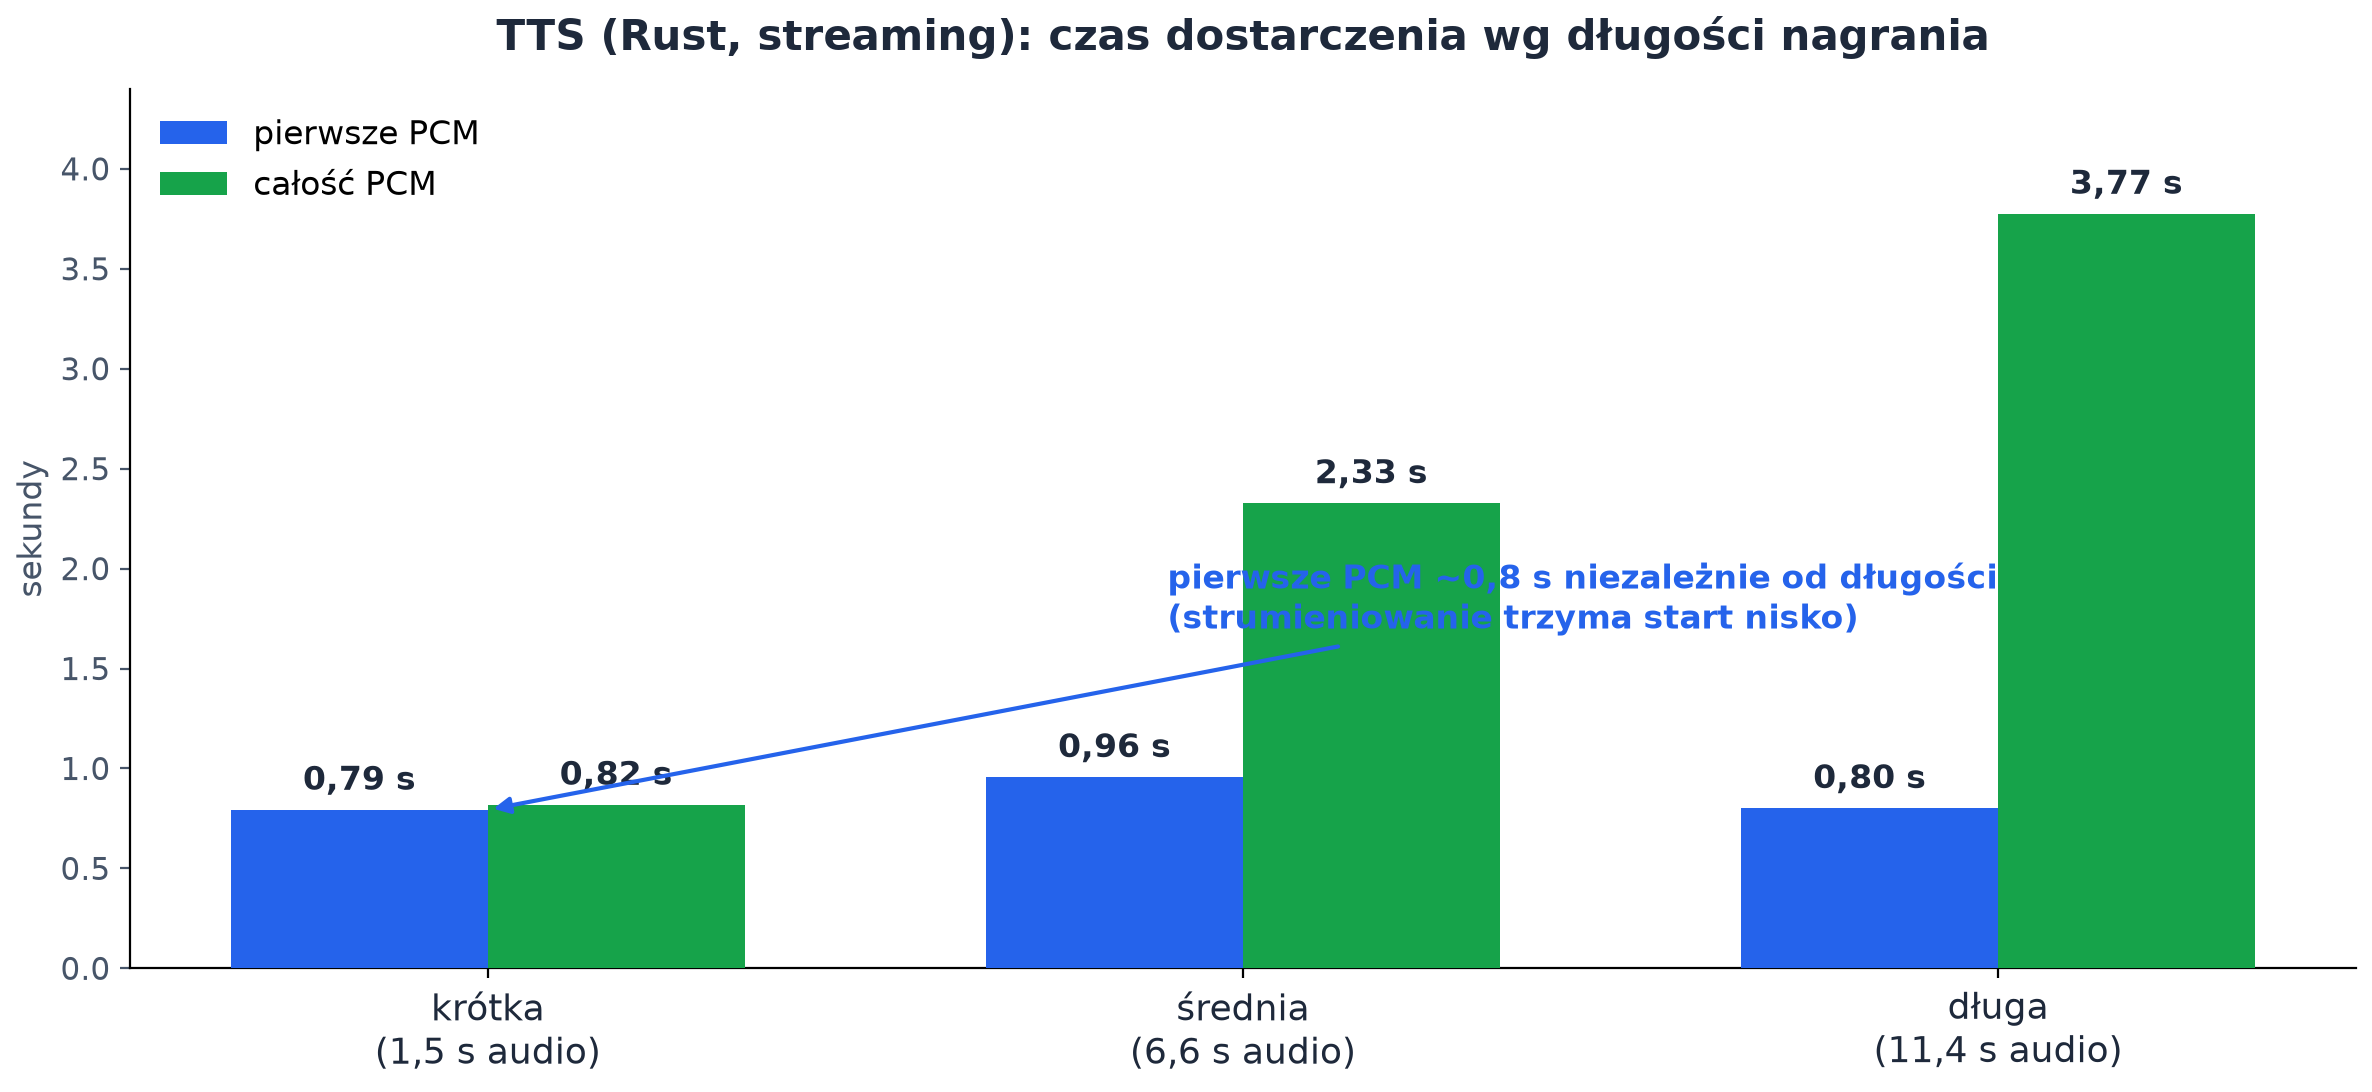 TTS (Rust, streaming): czas dostarczenia wg długości nagrania
pierwsze PCM
całość PCM
sekundy
4.0
3.5
3.0
2.5
2.0
1.5
1.0
0.5
0.0
0,79 s
0,82 s
0,96 s
2,33 s
0,80 s
3,77 s
pierwsze PCM ~0,8 s niezależnie od długości
(strumieniowanie trzyma start nisko)
krótka
(1,5 s audio)
średnia
(6,6 s audio)
długa
(11,4 s audio)